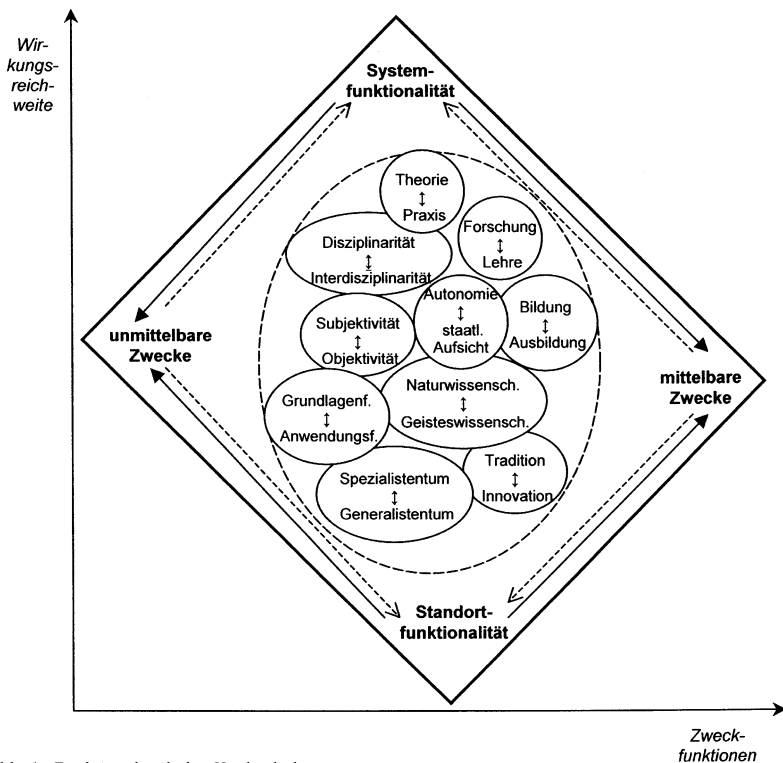 Wir-
kungs-
reich-
weite
System-
funktionalität
Theorie
↕
Praxis
Forschung
↕
Lehre
Disziplinarität
↕
Interdisziplinarität
Autonomie
↕
staatl.
Aufsicht
Bildung
↕
Ausbildung
Subjektivität
↕
Objektivität
unmittelbare
Zwecke
mittelbare
Zwecke
Naturwissensch.
↕
Geisteswissensch.
Grundlagenf.
↕
Anwendungsf.
Tradition
↕
Innovation
Spezialistentum
↕
Generalistentum
Standort-
funktionalität
Zweck-
funktionen